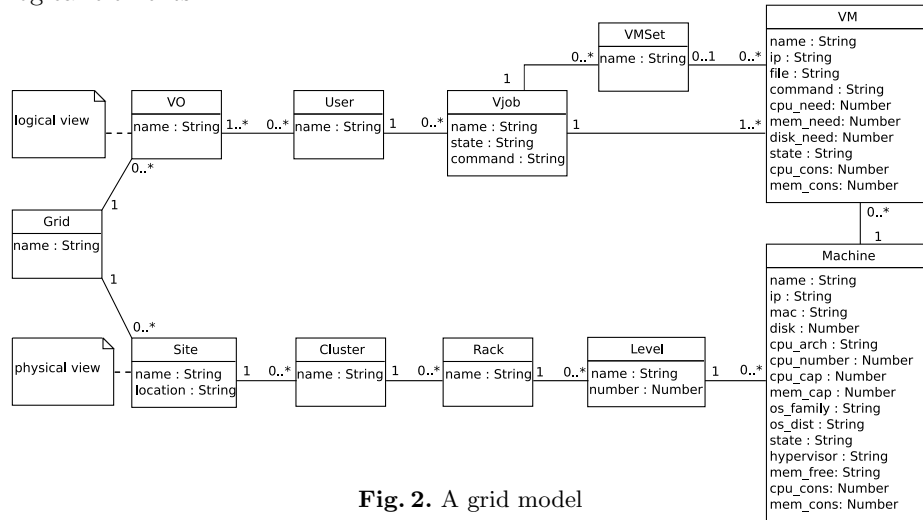 VM
name : String
ip : String
file : String
command : String
cpu_need: Number
mem_need: Number
disk_need: Number
state : String
cpu_cons: Number
mem_cons: Number
VMSet
name : String
0..*
0..1
0..*
1
logical view
VO
name : String
1..*
0..*
User
name : String
1
0..*
Vjob
name : String
state : String
command : String
1
1..*
0..*
1
Grid
name : String
1
0..*
0..*
1
physical view
Site
name : String
location : String
1
0..*
Cluster
name : String
1
0..*
Rack
name : String
1
0..*
Level
name : String
number : Number
1
0..*
Machine
name : String
ip : String
mac : String
disk : Number
cpu_arch : String
cpu_number : Number
cpu_cap : Number
mem_cap : Number
os_family : String
os_dist : String
state : String
hypervisor : String
mem_free: String
cpu_cons: Number
mem_cons: Number
Fig. 2. A grid model